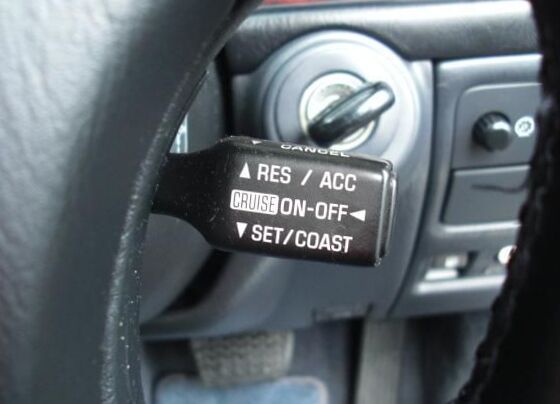 ▼ CANCEL
▲ RES / ACC
CRUISE ON-OFF ◄
▼ SET/COAST